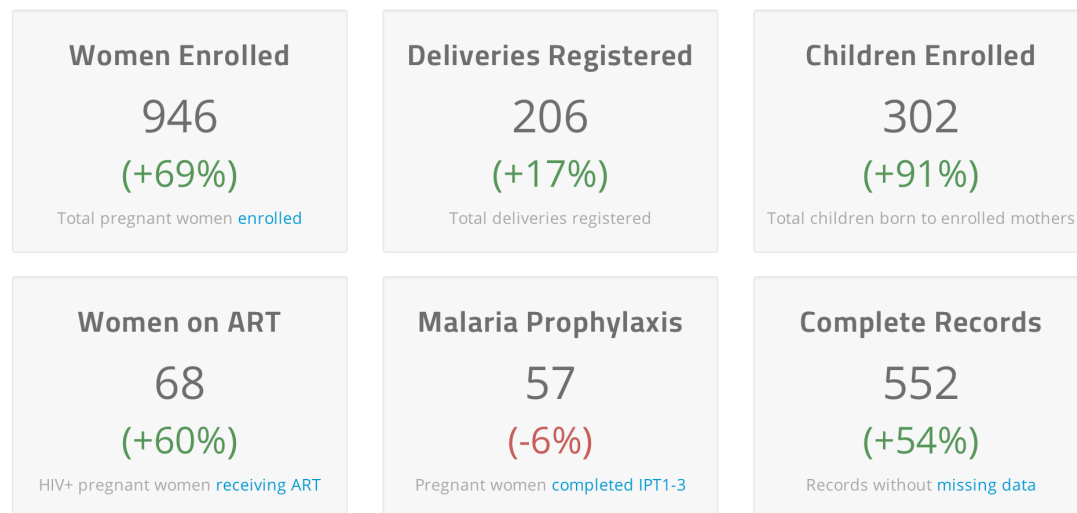 Women Enrolled
946
(+69%)
Total pregnant women enrolled
Deliveries Registered
206
(+17%)
Total deliveries registered
Children Enrolled
302
(+91%)
Total children born to enrolled mothers
Women on ART
68
(+60%)
HIV+ pregnant women receiving ART
Malaria Prophylaxis
57
(-6%)
Pregnant women completed IPT1-3
Complete Records
552
(+54%)
Records without missing data